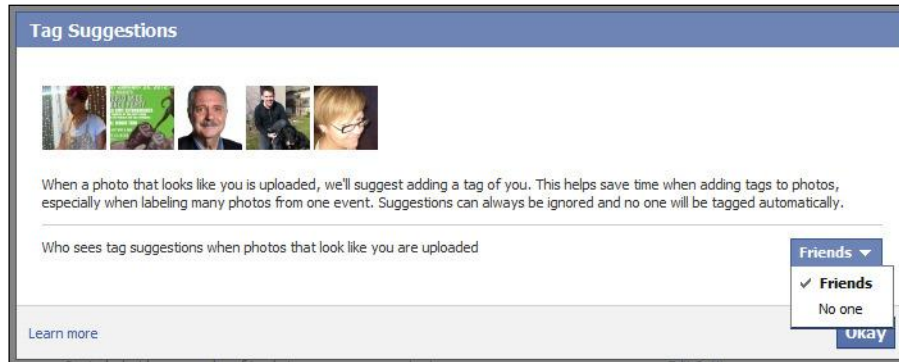 Tag Suggestions
When a photo that looks like you is uploaded, we'll suggest adding a tag of you. This helps save time when adding tags to photos,
especially when labeling many photos from one event. Suggestions can always be ignored and no one will be tagged automatically.
Who sees tag suggestions when photos that look like you are uploaded
Friends
Friends
No one
Learn more
Okay